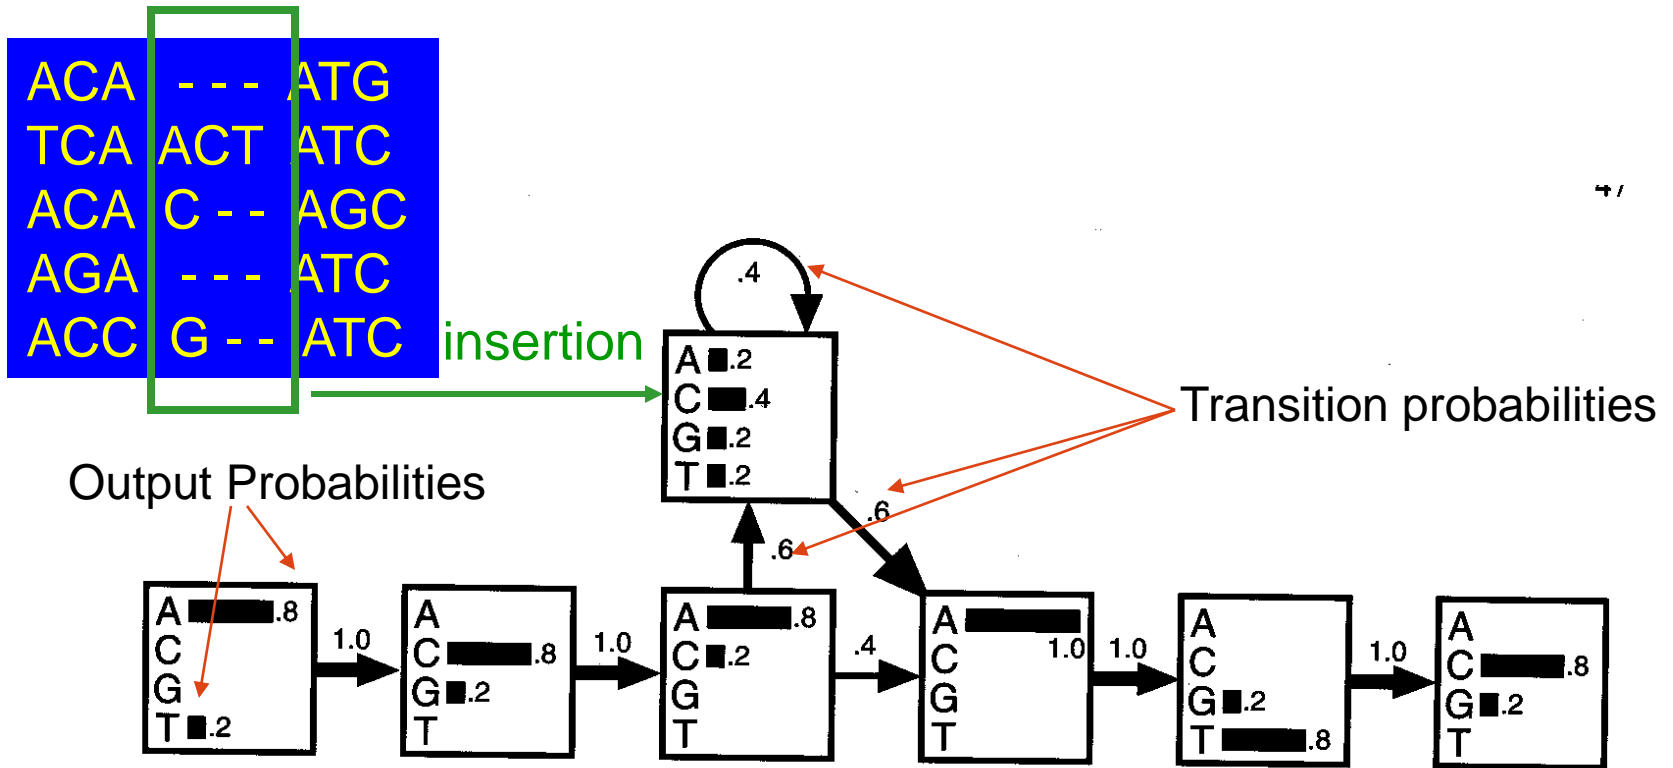 ACA - - - ATG
TCA ACT ATC
ACA C - - AGC
AGA - - - ATC
ACC G - - ATC
insertion
.4
A .2
C .4
G .2
T .2
Transition probabilities
Output Probabilities
.6
.6
A .8
C
G
T .2
1.0
A
C .8
G .2
T
1.0
A .8
C .2
G
T
.4
A 1.0
C
G
T
1.0
A
C
G .2
T .8
1.0
A
C .8
G .2
T